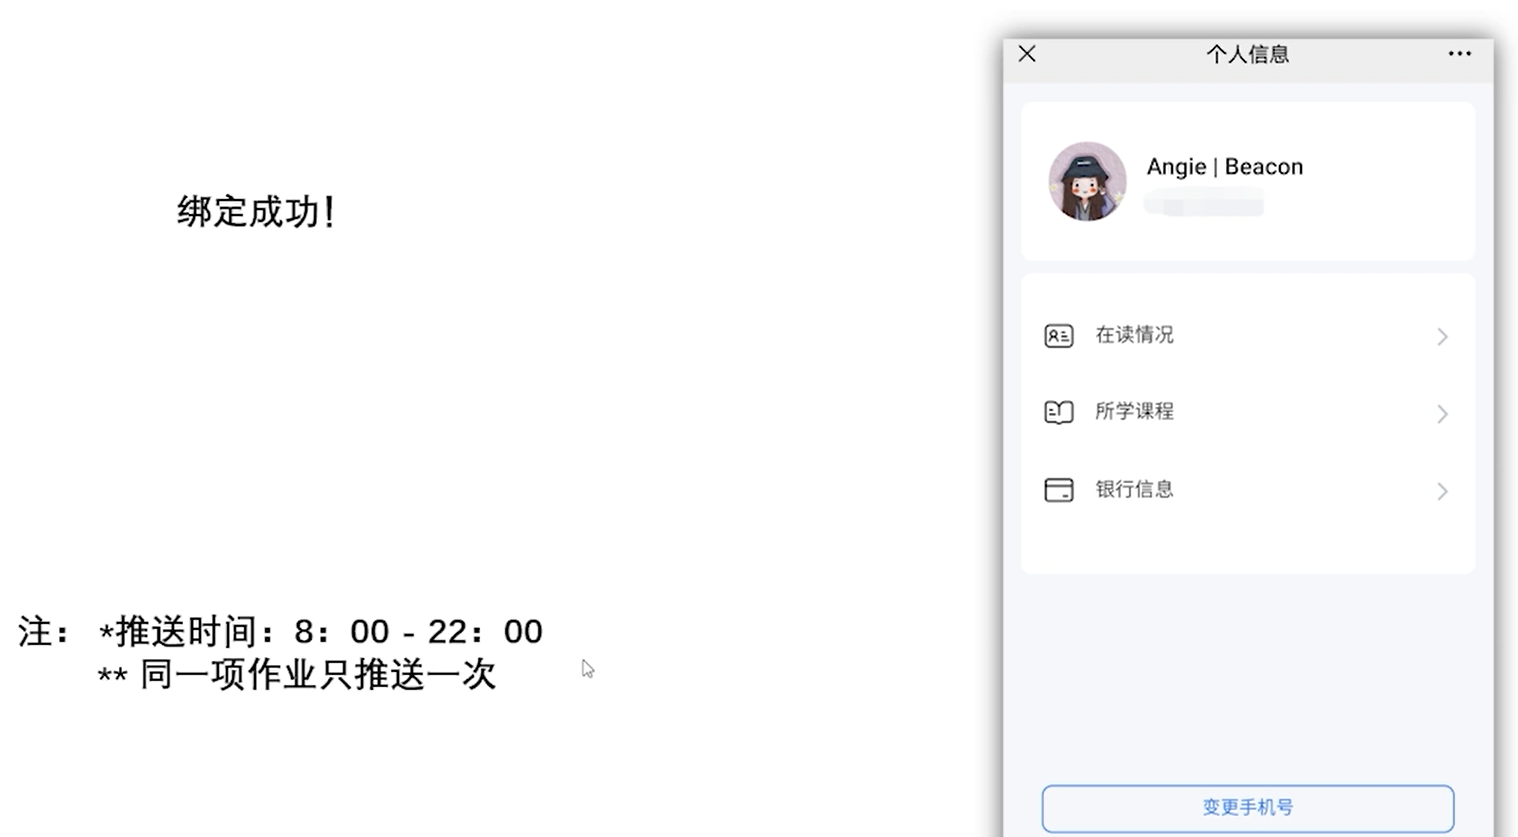 绑定成功！
注： *推送时间：8：00 - 22：00
** 同一项作业只推送一次
个人信息
Angie | Beacon
在读情况
所学课程
银行信息
变更手机号